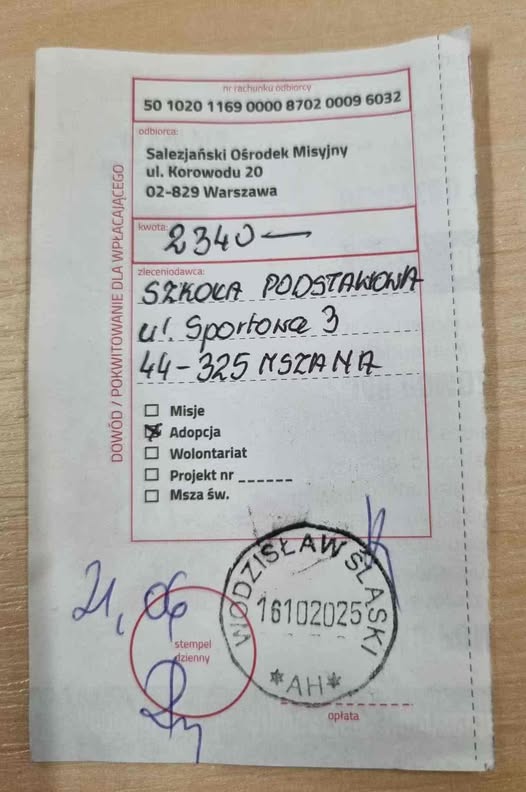 nr rachunku odbiorcy
50 1020 1169 0000 8702 0009 6032
odbiorca:
Salezjański Ośrodek Misyjny
ul. Korowodu 20
02-829 Warszawa
kwota:
2340 —
zleceniodawca:
SZKOŁA PODSTAWOWA
ul. Sportowa 3
44-325 MSZANA
Misje
Adopcja
Wolontariat
Projekt nr ______
Msza św.
DOWÓD / POKWITOWANIE DLA WPŁACAJĄCEGO
WODZISŁAW ŚLĄSKI
16102025
*AH*
21,06
stempel
dzienny
opłata